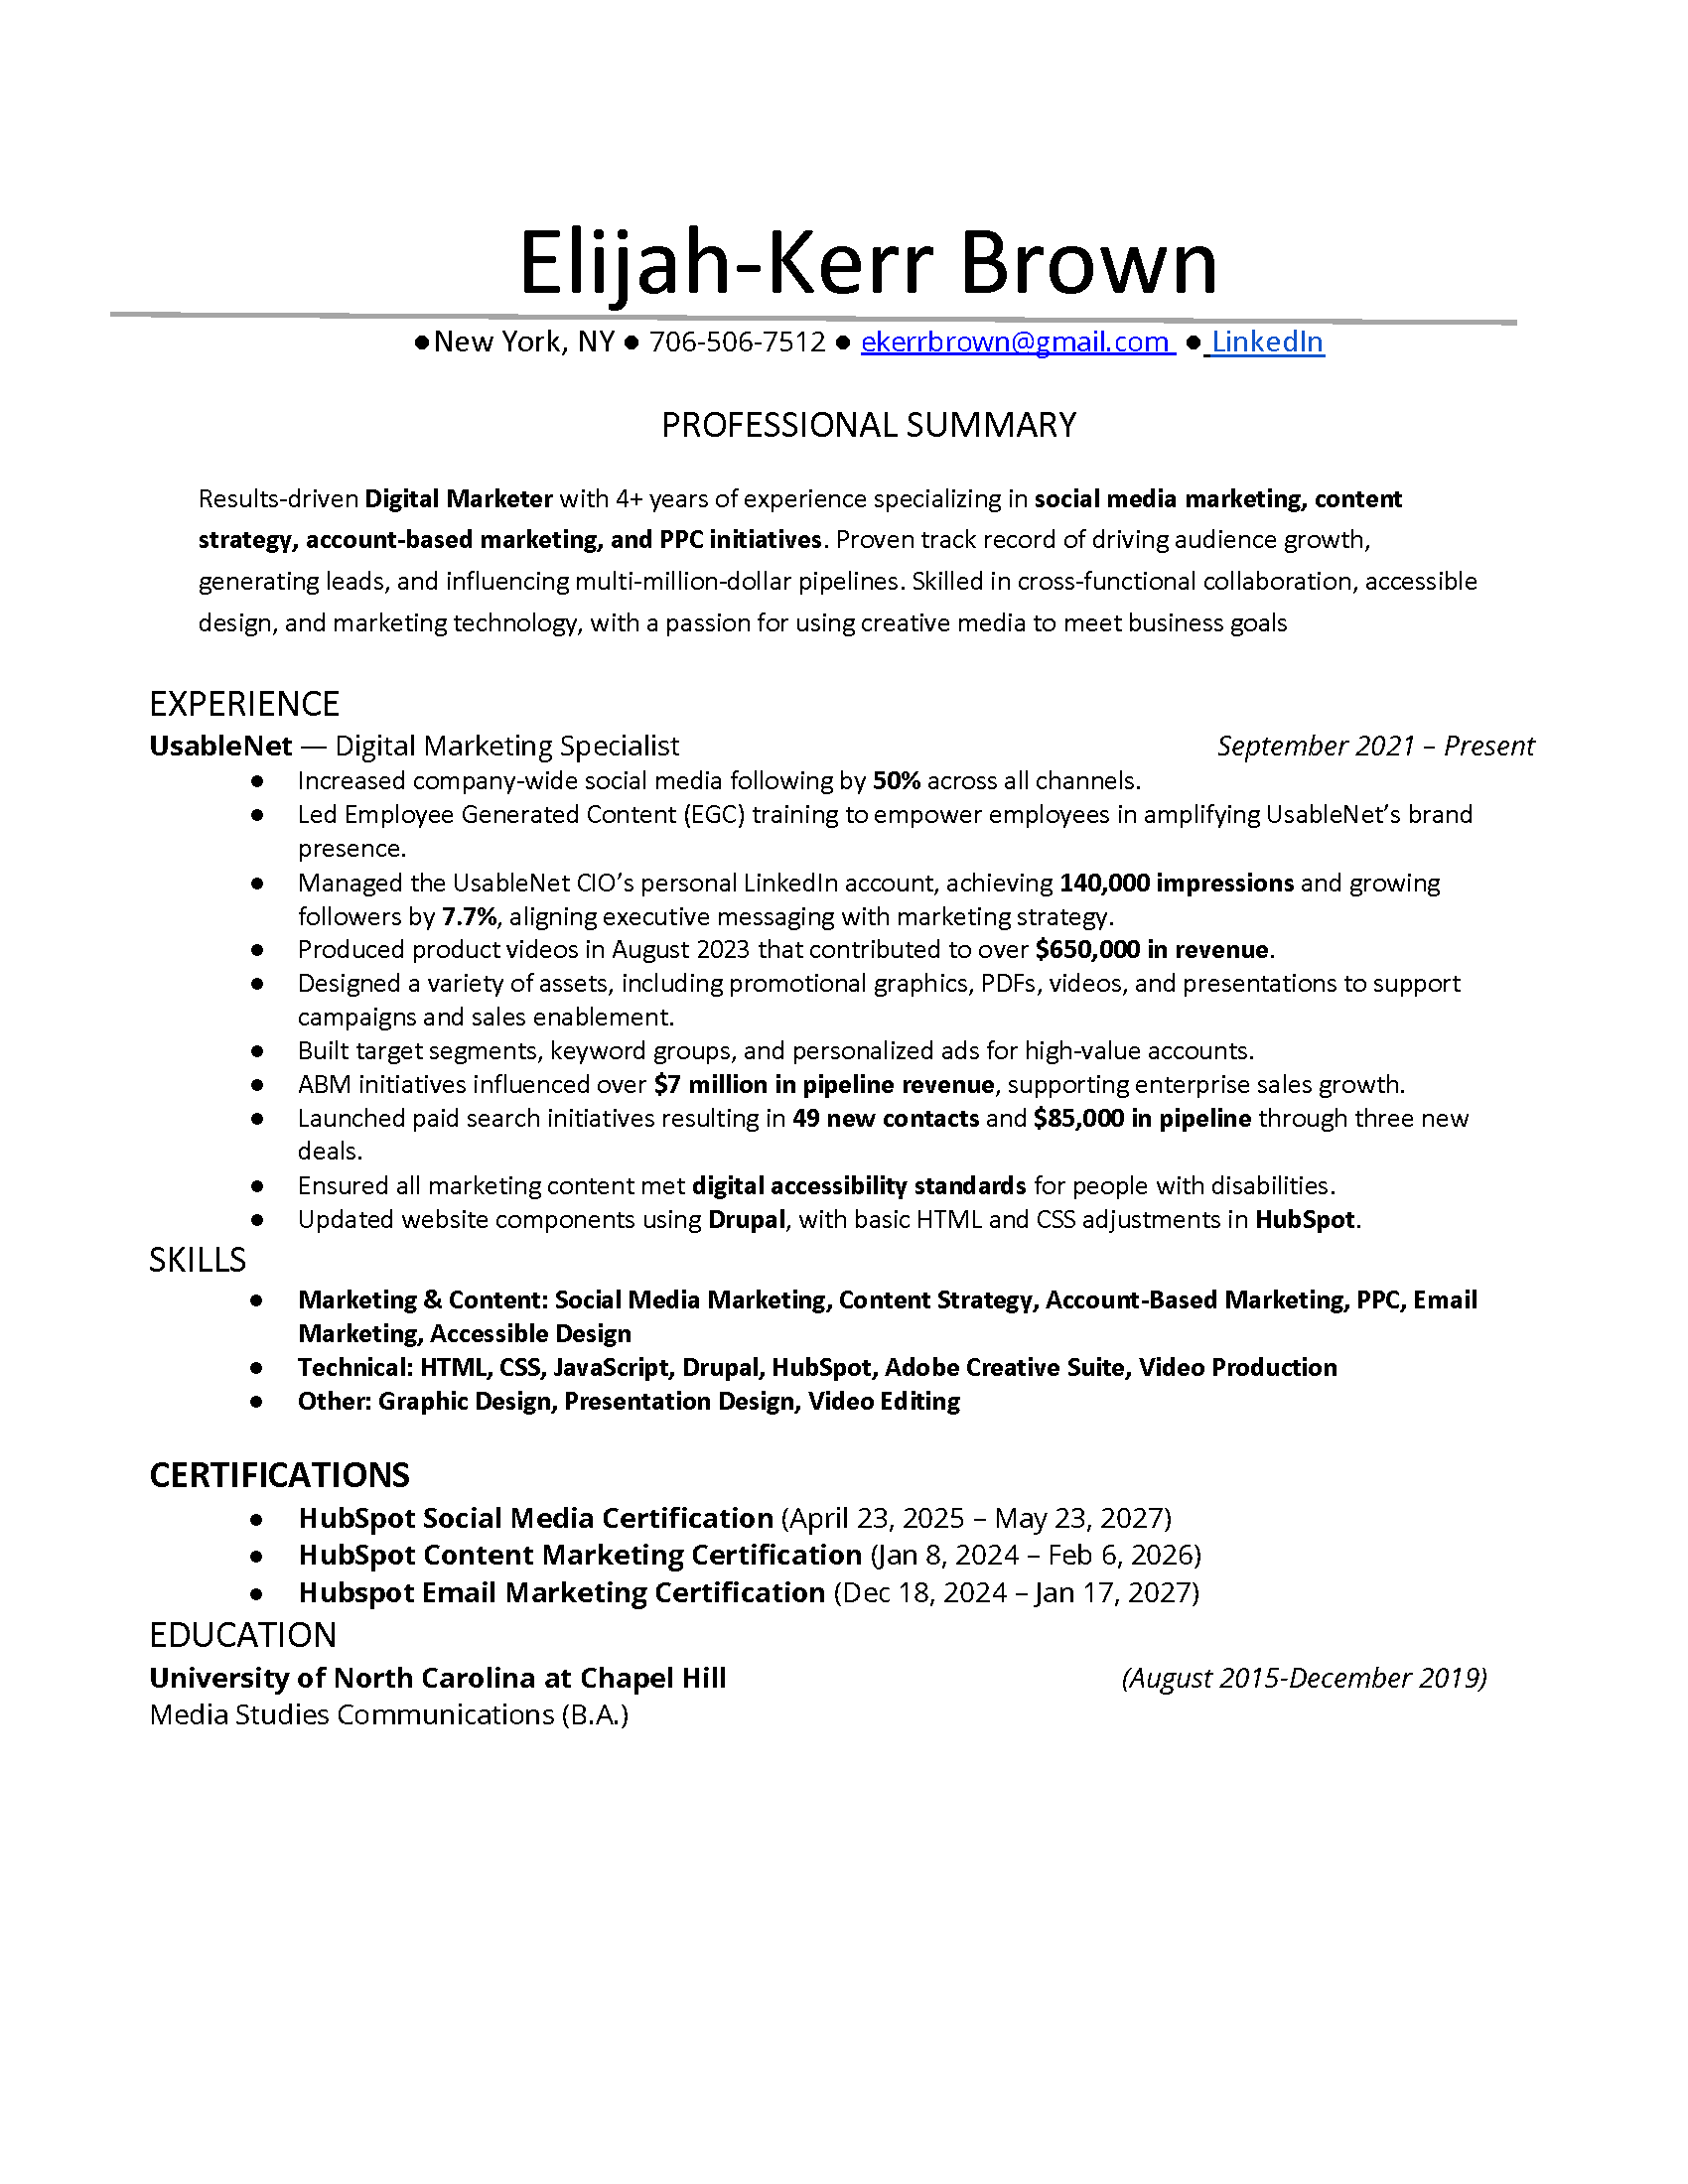 Elijah-Kerr Brown
●New York, NY ● 706-506-7512 ● ekerrbrown@gmail.com ● LinkedIn
PROFESSIONAL SUMMARY
Results-driven Digital Marketer with 4+ years of experience specializing in social media marketing, content
strategy, account-based marketing, and PPC initiatives. Proven track record of driving audience growth,
generating leads, and influencing multi-million-dollar pipelines. Skilled in cross-functional collaboration, accessible
design, and marketing technology, with a passion for using creative media to meet business goals
EXPERIENCE
UsableNet — Digital Marketing Specialist September 2021 – Present
● Increased company-wide social media following by 50% across all channels.
● Led Employee Generated Content (EGC) training to empower employees in amplifying UsableNet’s brand
presence.
● Managed the UsableNet CIO’s personal LinkedIn account, achieving 140,000 impressions and growing
followers by 7.7%, aligning executive messaging with marketing strategy.
● Produced product videos in August 2023 that contributed to over $650,000 in revenue.
● Designed a variety of assets, including promotional graphics, PDFs, videos, and presentations to support
campaigns and sales enablement.
● Built target segments, keyword groups, and personalized ads for high-value accounts.
● ABM initiatives influenced over $7 million in pipeline revenue, supporting enterprise sales growth.
● Launched paid search initiatives resulting in 49 new contacts and $85,000 in pipeline through three new
deals.
● Ensured all marketing content met digital accessibility standards for people with disabilities.
● Updated website components using Drupal, with basic HTML and CSS adjustments in HubSpot.
SKILLS
● Marketing & Content: Social Media Marketing, Content Strategy, Account-Based Marketing, PPC, Email
Marketing, Accessible Design
● Technical: HTML, CSS, JavaScript, Drupal, HubSpot, Adobe Creative Suite, Video Production
● Other: Graphic Design, Presentation Design, Video Editing
CERTIFICATIONS
● HubSpot Social Media Certification (April 23, 2025 – May 23, 2027)
● HubSpot Content Marketing Certification (Jan 8, 2024 – Feb 6, 2026)
● Hubspot Email Marketing Certification (Dec 18, 2024 – Jan 17, 2027)
EDUCATION
University of North Carolina at Chapel Hill (August 2015-December 2019)
Media Studies Communications (B.A.)